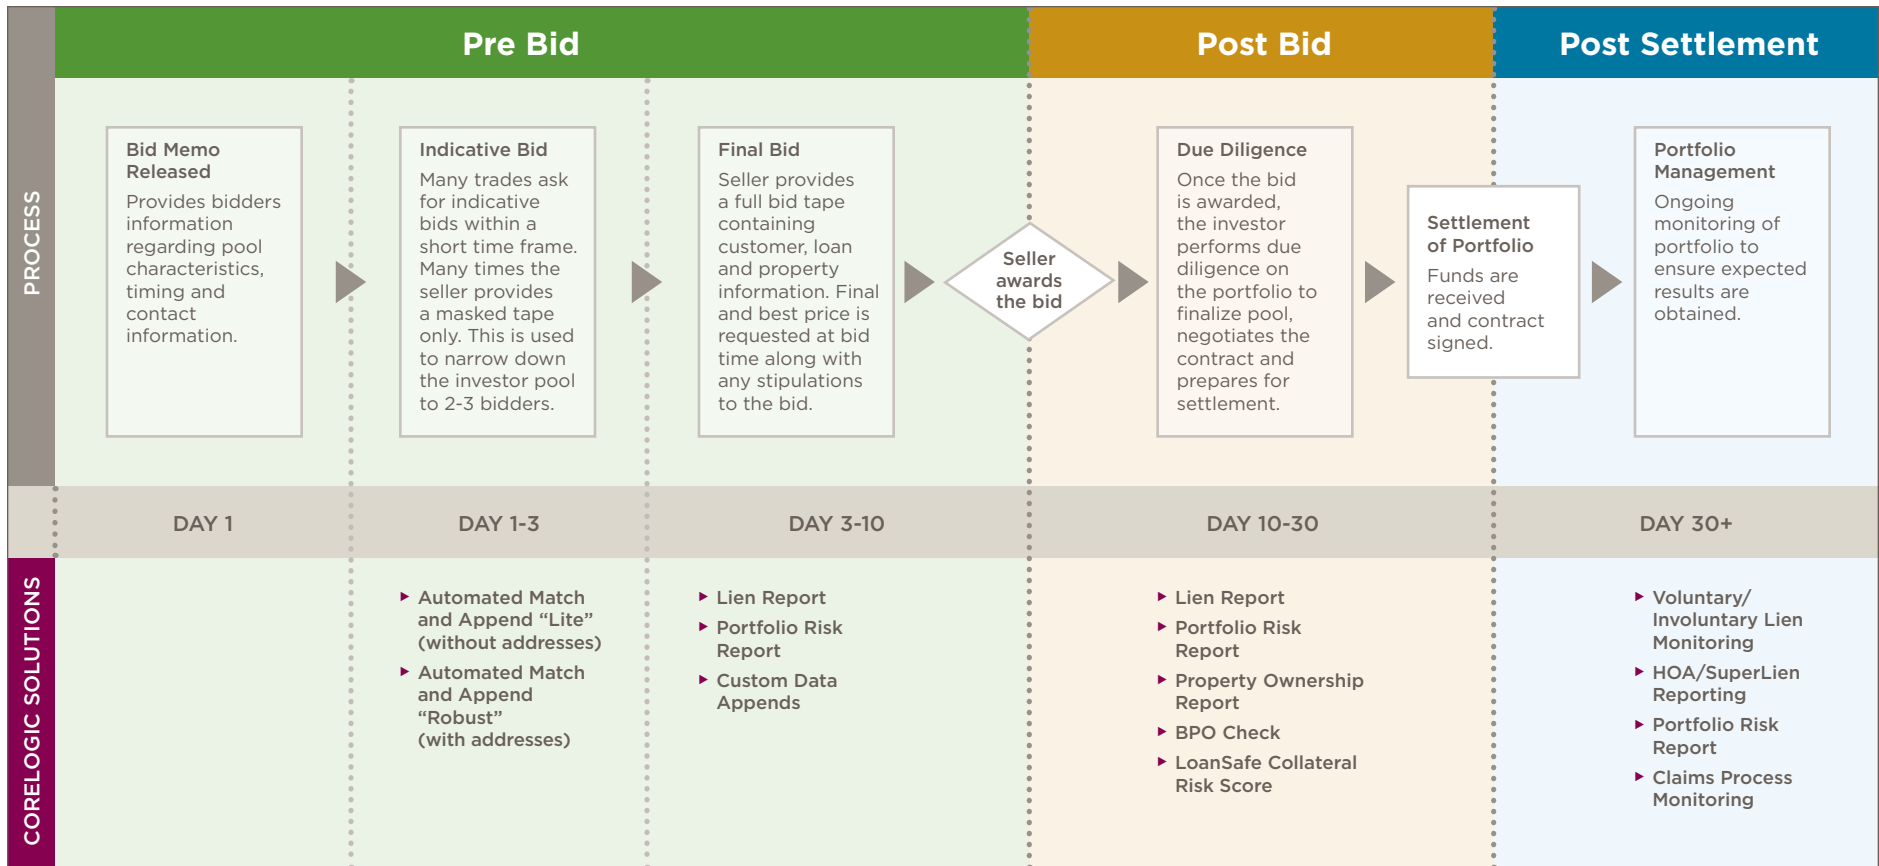 Pre Bid
Post Bid
Post Settlement
PROCESS
Bid Memo
Released
Provides bidders
information
regarding pool
characteristics,
timing and
contact
information.
Indicative Bid
Many trades ask
for indicative
bids within a
short time frame.
Many times the
seller provides
a masked tape
only. This is used
to narrow down
the investor pool
to 2-3 bidders.
Final Bid
Seller provides
a full bid tape
containing
customer, loan
and property
information. Final
and best price is
requested at bid
time along with
any stipulations
to the bid.
Seller
awards
the bid
Due Diligence
Once the bid
is awarded,
the investor
performs due
diligence on
the portfolio to
finalize pool,
negotiates the
contract and
prepares for
settlement.
Settlement
of Portfolio
Funds are
received
and contract
signed.
Portfolio
Management
Ongoing
monitoring of
portfolio to
ensure expected
results are
obtained.
DAY 1
DAY 1-3
DAY 3-10
DAY 10-30
DAY 30+
CORELOGIC SOLUTIONS
Automated Match
and Append “Lite”
(without addresses)
Automated Match
and Append
“Robust”
(with addresses)
Lien Report
Portfolio Risk
Report
Custom Data
Appends
Lien Report
Portfolio Risk
Report
Property Ownership
Report
BPO Check
LoanSafe Collateral
Risk Score
Voluntary/
Involuntary Lien
Monitoring
HOA/SuperLien
Reporting
Portfolio Risk
Report
Claims Process
Monitoring